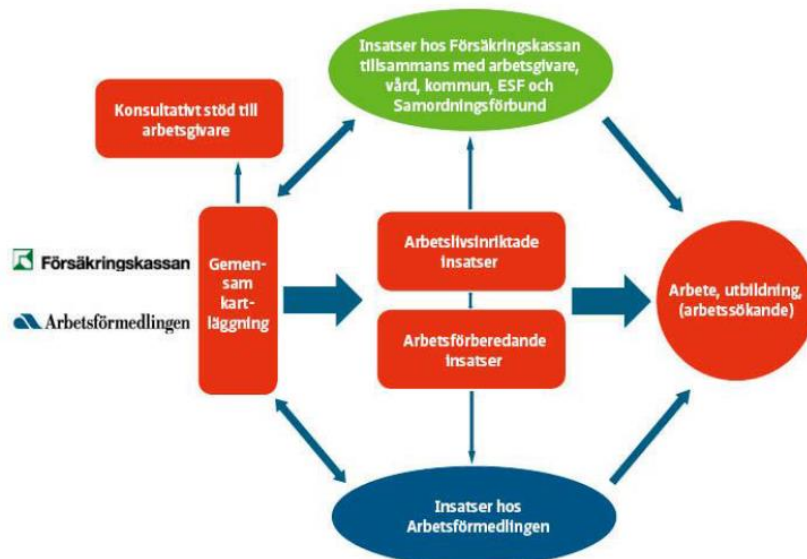 Insatser hos Försäkringskassan
tillsammans med arbetsgivare,
vård, kommun, ESF och
Samordningsförbund
Konsultativt stöd till
arbetsgivare
Försäkringskassan
Arbetsförmedlingen
Gemen-
sam
kart-
läggning
Arbetslivsinriktade
insatser
Arbetsförberedande
insatser
Arbete, utbildning,
(arbetssökande)
Insatser hos
Arbetsförmedlingen